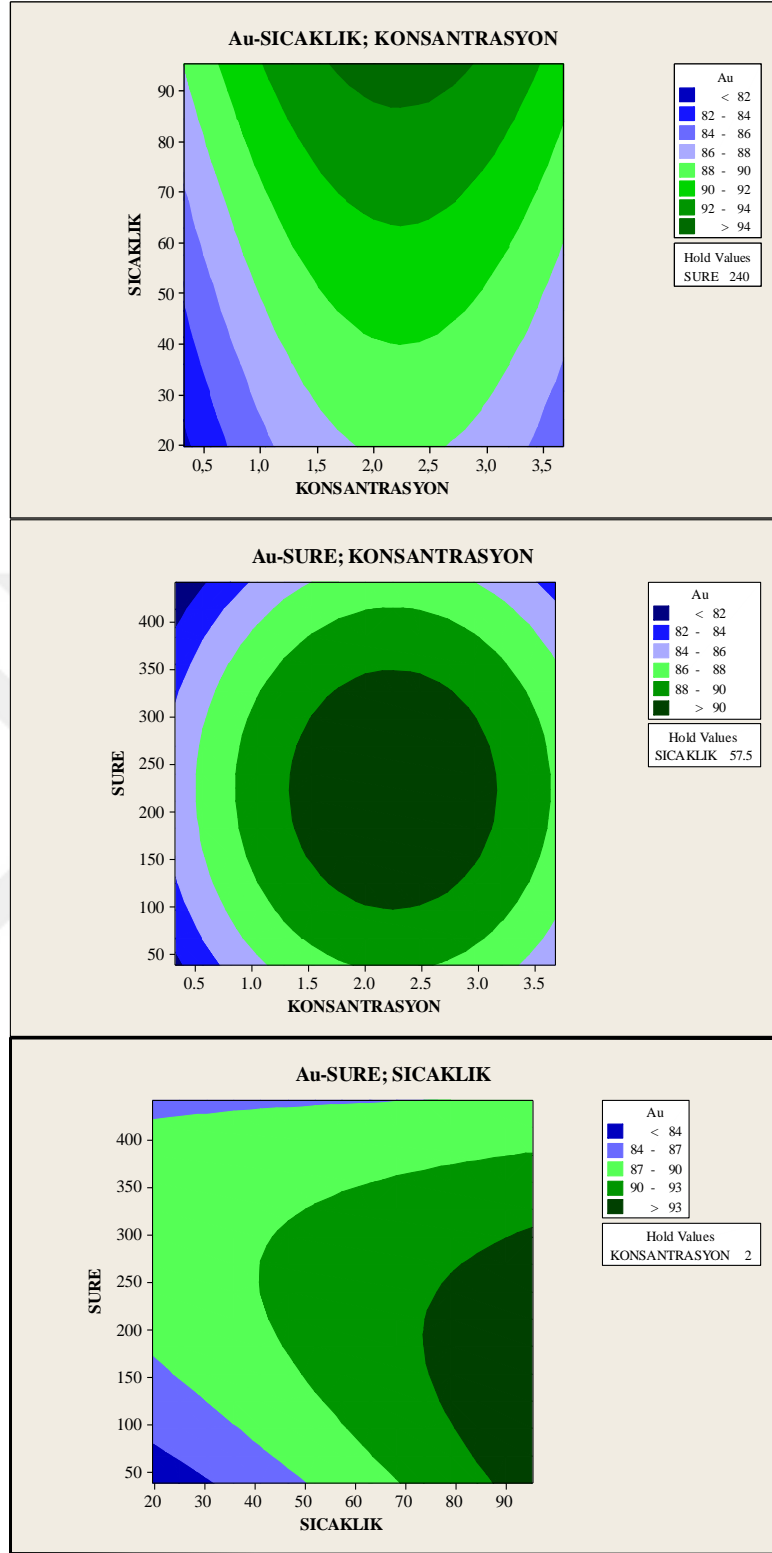 Au-SICAKLIK; KONSANTRASYON
Au
< 82
82 - 84
84 - 86
86 - 88
88 - 90
90 - 92
92 - 94
> 94
Hold Values
SURE 240
SICAKLIK
90
80
70
60
50
40
30
20
0,5 1,0 1,5 2,0 2,5 3,0 3,5
KONSANTRASYON
Au-SURE; KONSANTRASYON
Au
< 82
82 - 84
84 - 86
86 - 88
88 - 90
> 90
Hold Values
SICAKLIK 57.5
SURE
400
350
300
250
200
150
100
50
0.5 1.0 1.5 2.0 2.5 3.0 3.5
KONSANTRASYON
Au-SURE; SICAKLIK
Au
< 84
84 - 87
87 - 90
90 - 93
> 93
Hold Values
KONSANTRASYON 2
SURE
400
350
300
250
200
150
100
50
20 30 40 50 60 70 80 90
SICAKLIK